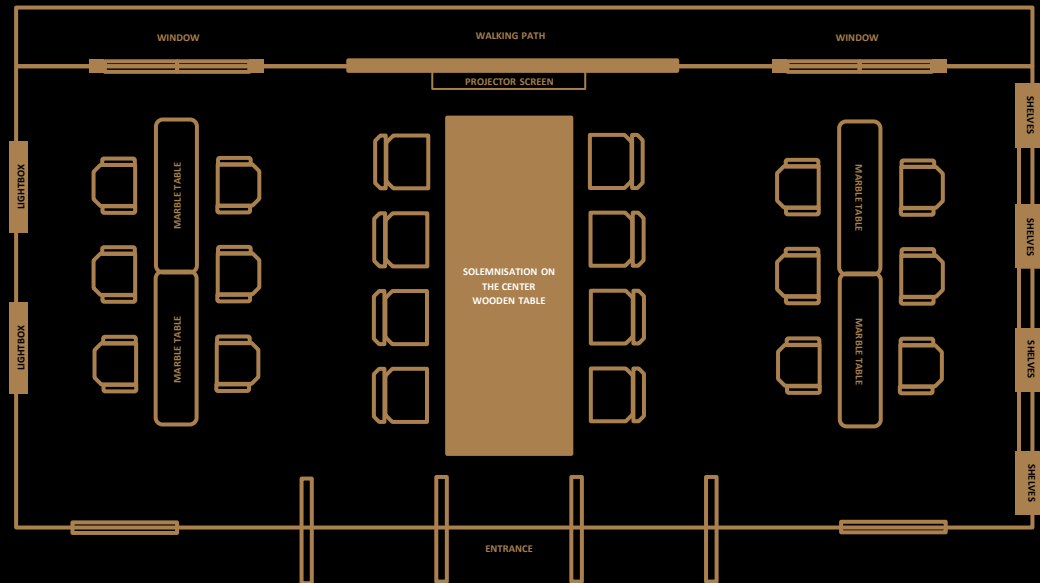 WINDOW
WALKING PATH
WINDOW
PROJECTOR SCREEN
SHELVES
LIGHTBOX
MARBLE TABLE
MARBLE TABLE
SHELVES
SOLEMNISATION ON
THE CENTER
WOODEN TABLE
LIGHTBOX
MARBLE TABLE
MARBLE TABLE
SHELVES
SHELVES
ENTRANCE